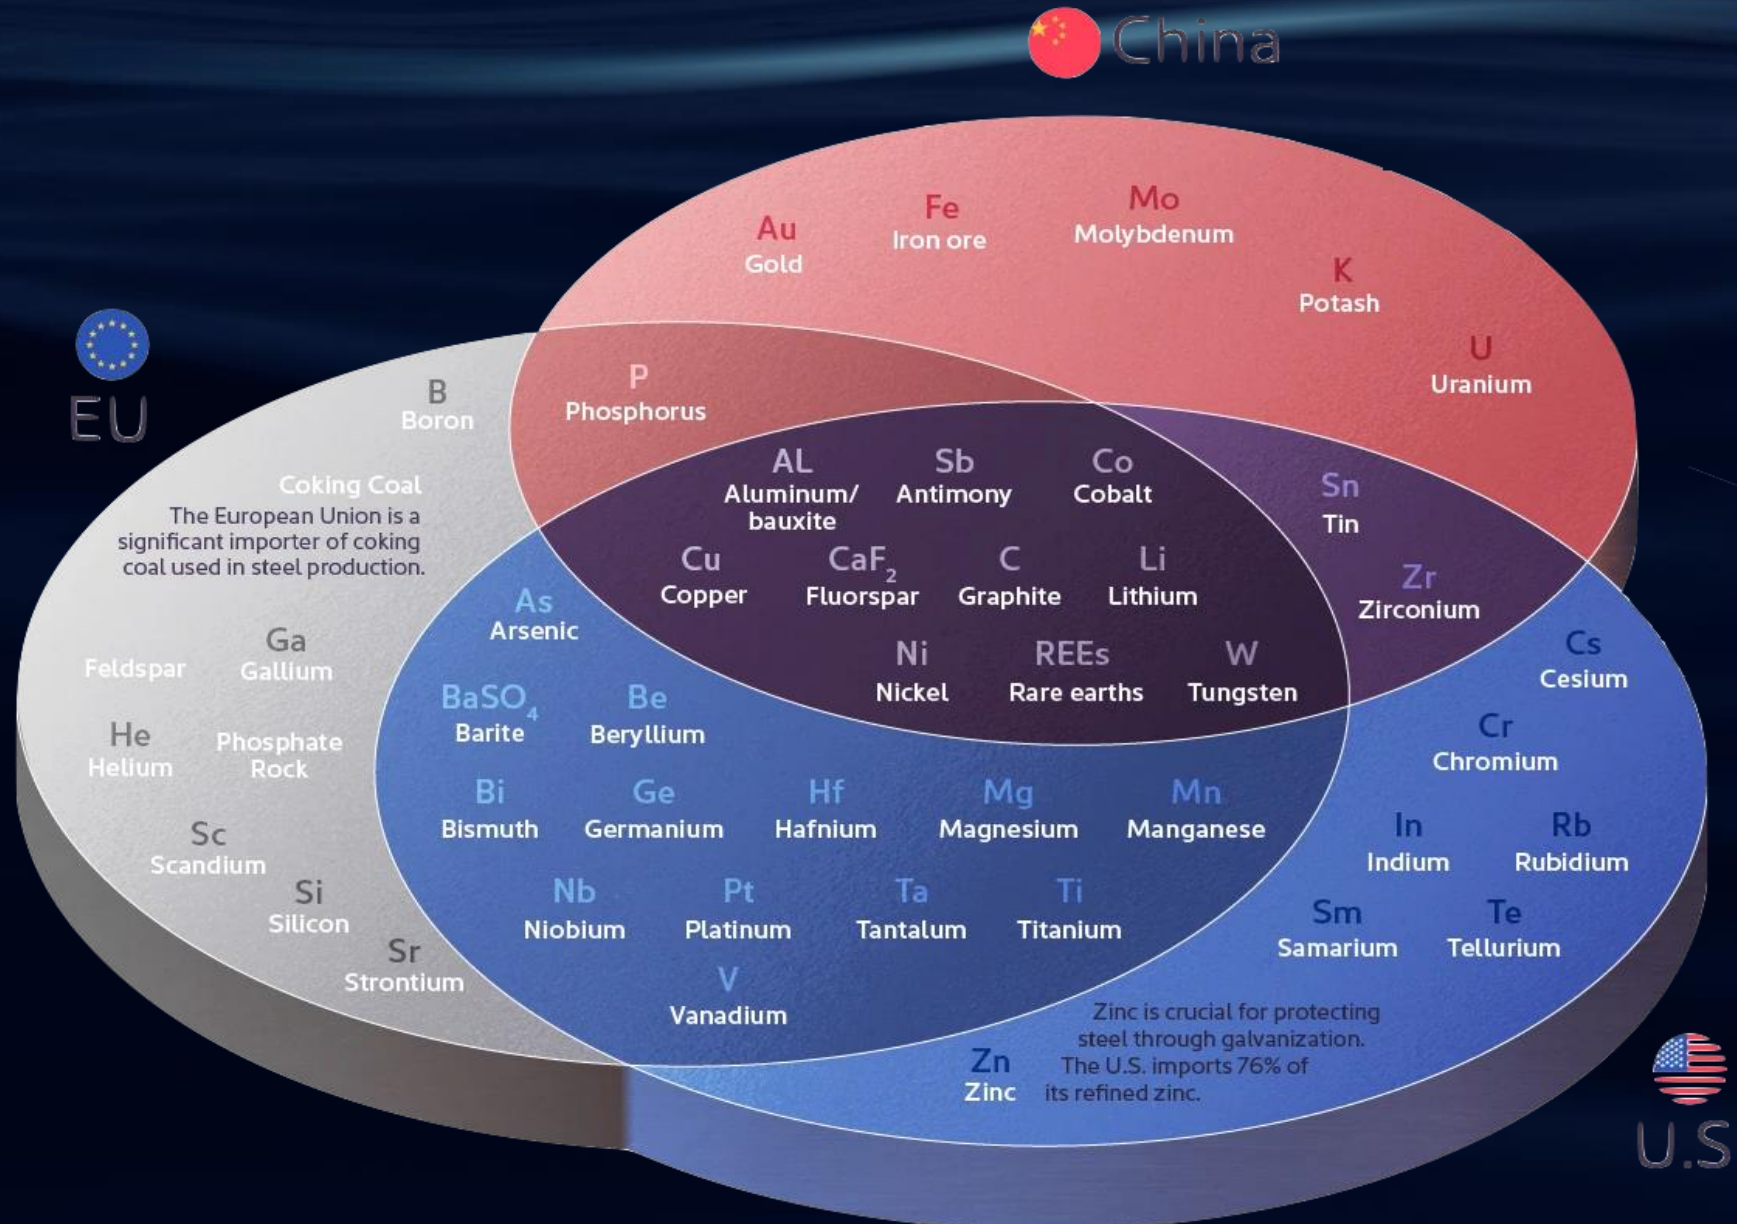 China
Au
Gold
Fe
Iron ore
Mo
Molybdenum
K
Potash
U
Uranium
EU
B
Boron
P
Phosphorus
Coking Coal
The European Union is a
significant importer of coking
coal used in steel production.
AL
Aluminum/
bauxite
Sb
Antimony
Co
Cobalt
Sn
Tin
Cu
Copper
CaF₂
Fluorspar
C
Graphite
Li
Lithium
Zr
Zirconium
As
Arsenic
Feldspar
Ga
Gallium
Ni
Nickel
REEs
Rare earths
W
Tungsten
Cs
Cesium
BaSO₄
Barite
Be
Beryllium
He
Helium
Phosphate
Rock
Cr
Chromium
Bi
Bismuth
Ge
Germanium
Hf
Hafnium
Mg
Magnesium
Mn
Manganese
In
Indium
Rb
Rubidium
Sc
Scandium
Si
Silicon
Nb
Niobium
Pt
Platinum
Ta
Tantalum
Ti
Titanium
Sm
Samarium
Te
Tellurium
Sr
Strontium
V
Vanadium
Zn
Zinc
Zinc is crucial for protecting
steel through galvanization.
The U.S. imports 76% of
its refined zinc.
U.S